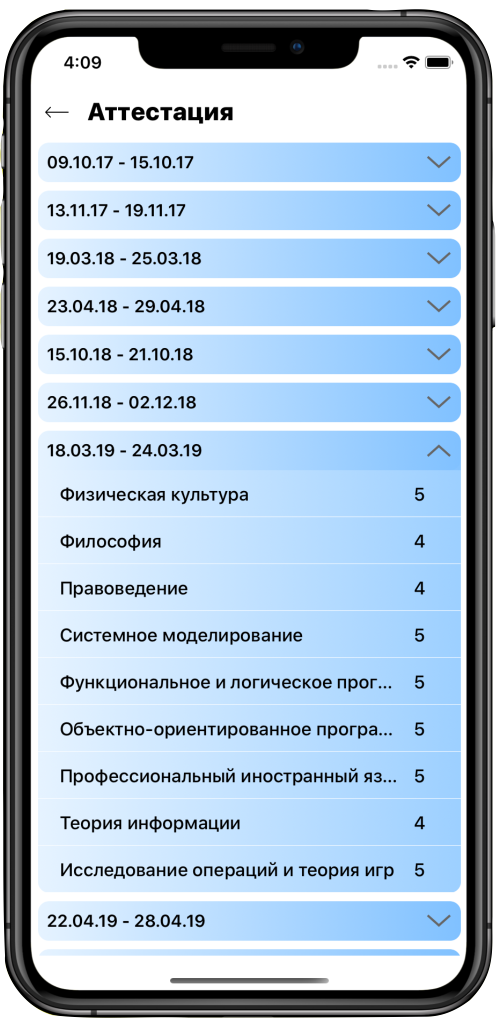 4:09
Аттестация
09.10.17 - 15.10.17
13.11.17 - 19.11.17
19.03.18 - 25.03.18
23.04.18 - 29.04.18
15.10.18 - 21.10.18
26.11.18 - 02.12.18
18.03.19 - 24.03.19
Физическая культура 5
Философия 4
Правоведение 4
Системное моделирование 5
Функциональное и логическое прог... 5
Объектно-ориентированное програ... 5
Профессиональный иностранный яз... 5
Теория информации 4
Исследование операций и теория игр 5
22.04.19 - 28.04.19